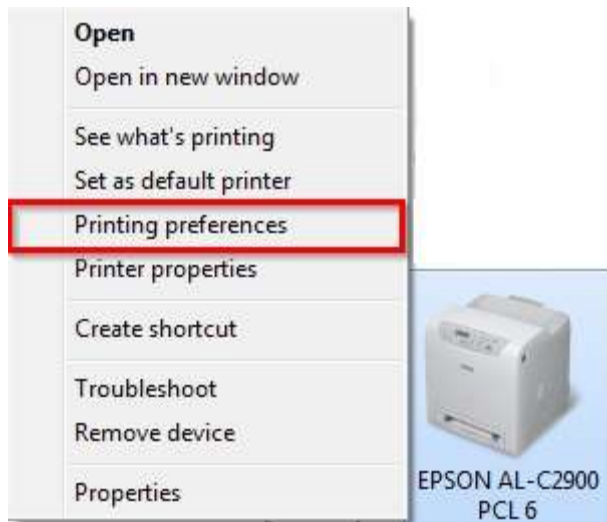 Open
Open in new window
See what's printing
Set as default printer
Printing preferences
Printer properties
Create shortcut
Troubleshoot
Remove device
Properties
EPSON AL-C2900
PCL 6